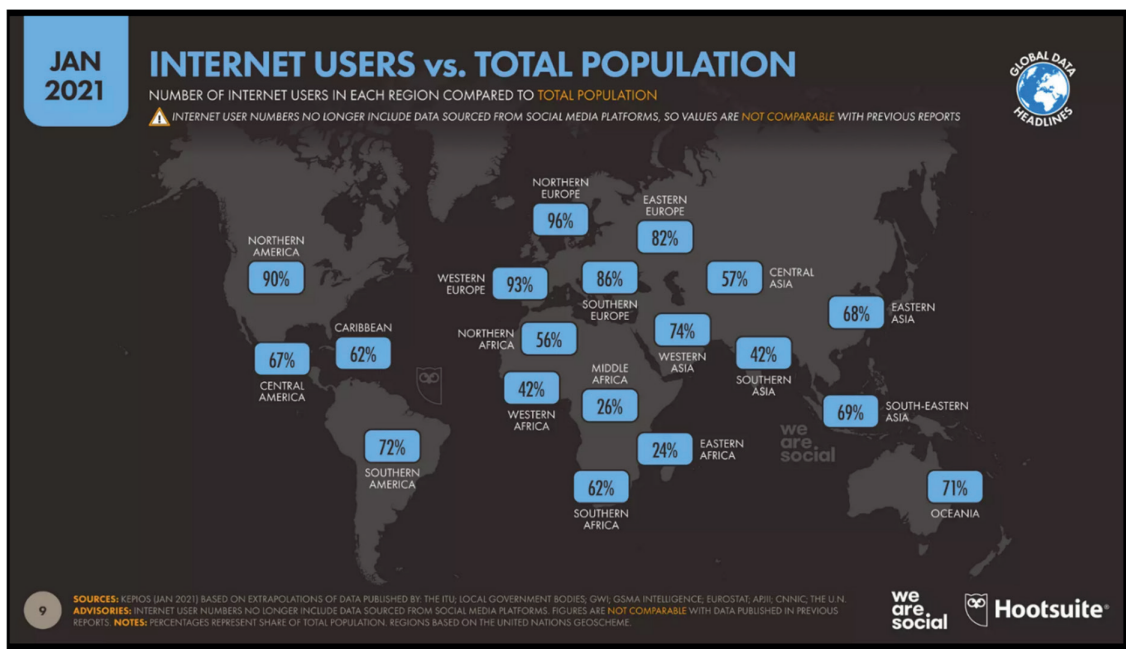 JAN
2021
INTERNET USERS vs. TOTAL POPULATION
NUMBER OF INTERNET USERS IN EACH REGION COMPARED TO TOTAL POPULATION
INTERNET USER NUMBERS NO LONGER INCLUDE DATA SOURCED FROM SOCIAL MEDIA PLATFORMS, SO VALUES ARE NOT COMPARABLE WITH PREVIOUS REPORTS
GLOBAL DATA
HEADLINES
NORTHERN
EUROPE
96%
EASTERN
EUROPE
82%
NORTHERN
AMERICA
90%
WESTERN
EUROPE
93%
86%
SOUTHERN
EUROPE
57%
CENTRAL
ASIA
68%
EASTERN
ASIA
CARIBBEAN
62%
67%
CENTRAL
AMERICA
NORTHERN
AFRICA
56%
74%
WESTERN
ASIA
42%
SOUTHERN
ASIA
42%
WESTERN
AFRICA
MIDDLE
AFRICA
26%
69%
SOUTH-EASTERN
ASIA
we
are
social
72%
SOUTHERN
AMERICA
24%
EASTERN
AFRICA
62%
SOUTHERN
AFRICA
71%
OCEANIA
9
SOURCES: KEPIOS (JAN 2021) BASED ON EXTRAPOLATIONS OF DATA PUBLISHED BY: THE ITU; LOCAL GOVERNMENT BODIES; GWI; GSMA INTELLIGENCE; EUROSTAT; APJII; CNNIC; THE U.N.
ADVISORIES: INTERNET USER NUMBERS NO LONGER INCLUDE DATA SOURCED FROM SOCIAL MEDIA PLATFORMS. FIGURES ARE NOT COMPARABLE WITH DATA PUBLISHED IN PREVIOUS
REPORTS. NOTES: PERCENTAGES REPRESENT SHARE OF TOTAL POPULATION. REGIONS BASED ON THE UNITED NATIONS GEOSCHEME.
we
are
social
Hootsuite®